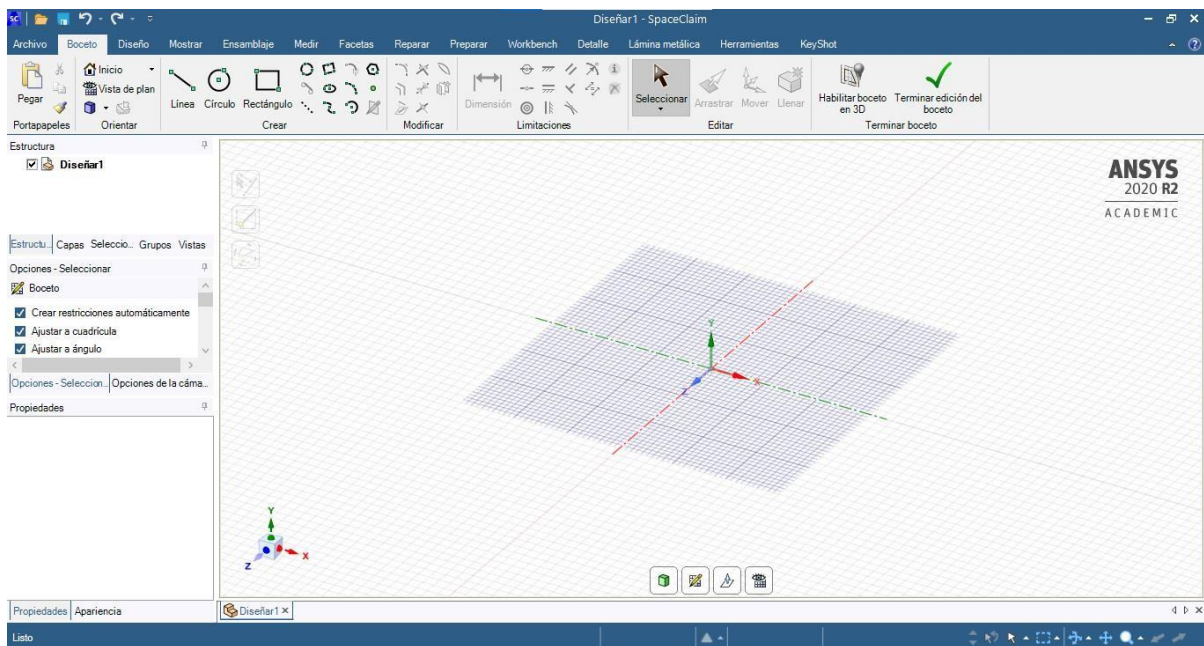 Diseñar1 - SpaceClaim
Archivo Boceto Diseño Mostrar Ensamblaje Medir Facetas Reparar Preparar Workbench Detalle Lámina metálica Herramientas KeyShot
Pegar
Inicio
Vista de plan
Línea Círculo Rectángulo
Dimensión
Seleccionar Arrastrar Mover Llenar
Habilitar boceto en 3D
Terminar edición del boceto
Portapapeles Orientar Crear Modificar Limitaciones Editar Terminar boceto
Estructura
Diseñar1
Estructu... Capas Seleccio... Grupos Vistas
Opciones - Seleccionar
Boceto
Crear restricciones automáticamente
Ajustar a cuadrícula
Ajustar a ángulo
Opciones - Seleccion... Opciones de la cáma...
Propiedades
ANSYS
2020 R2
ACADEMIC
Y
X
Z
Y
X
Z
Propiedades Apariencia
Diseñar1
Listo